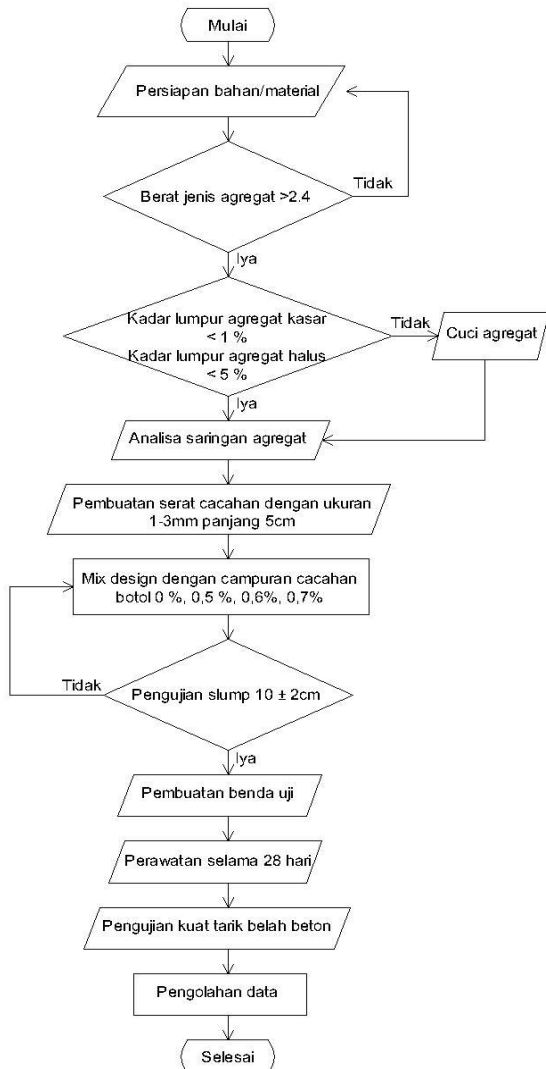 Mulai
Persiapan bahan/material
Berat jenis agregat >2.4
Tidak
Iya
Kadar lumpur agregat kasar
< 1 %
Kadar lumpur agregat halus
< 5 %
Tidak
Cuci agregat
Iya
Analisa saringan agregat
Pembuatan serat cacahan dengan ukuran
1-3mm panjang 5cm
Mix design dengan campuran cacahan
botol 0 %, 0,5 %, 0,6%, 0,7%
Tidak
Pengujian slump 10 ± 2cm
Iya
Pembuatan benda uji
Perawatan selama 28 hari
Pengujian kuat tarik belah beton
Pengolahan data
Selesai